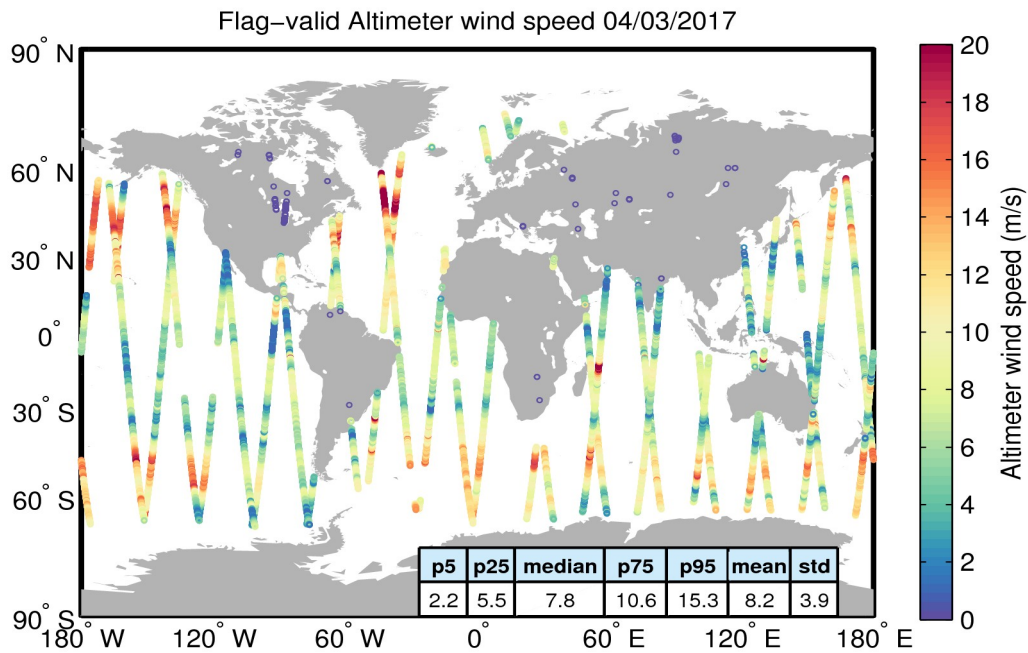 Flag−valid Altimeter wind speed 04/03/2017
90° N
60° N
30° N
0°
30° S
60° S
90° S
180° W
120° W
60° W
0°
60° E
120° E
180° E
p5 p25 median p75 p95 mean std
2.2 5.5 7.8 10.6 15.3 8.2 3.9
20
18
16
14
12
10
8
6
4
2
0
Altimeter wind speed (m/s)